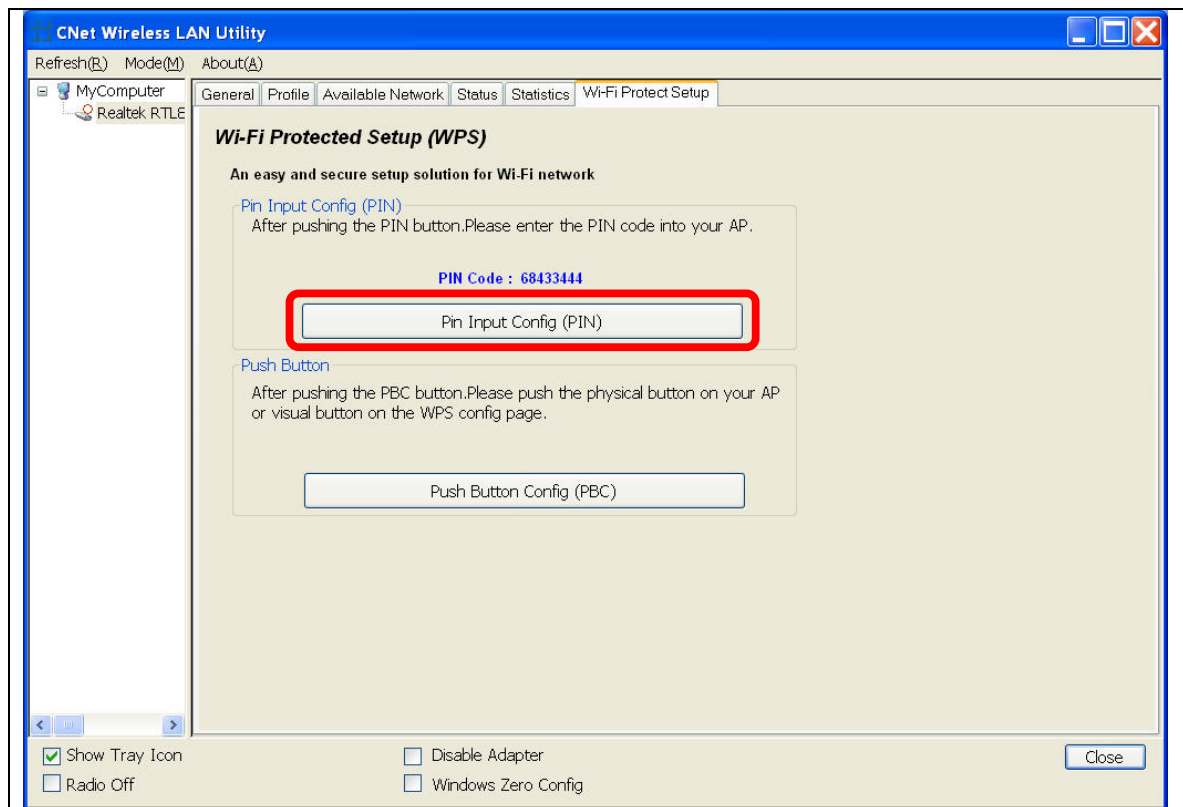 CNet Wireless LAN Utility
Refresh(R) Mode(M) About(A)
MyComputer
Realtek RTL8
General Profile Available Network Status Statistics Wi-Fi Protect Setup
Wi-Fi Protected Setup (WPS)
An easy and secure setup solution for Wi-Fi network
Pin Input Config (PIN)
After pushing the PIN button.Please enter the PIN code into your AP.
PIN Code : 68433444
Pin Input Config (PIN)
Push Button
After pushing the PBC button.Please push the physical button on your AP
or visual button on the WPS config page.
Push Button Config (PBC)
Show Tray Icon
Disable Adapter
Close
Radio Off
Windows Zero Config